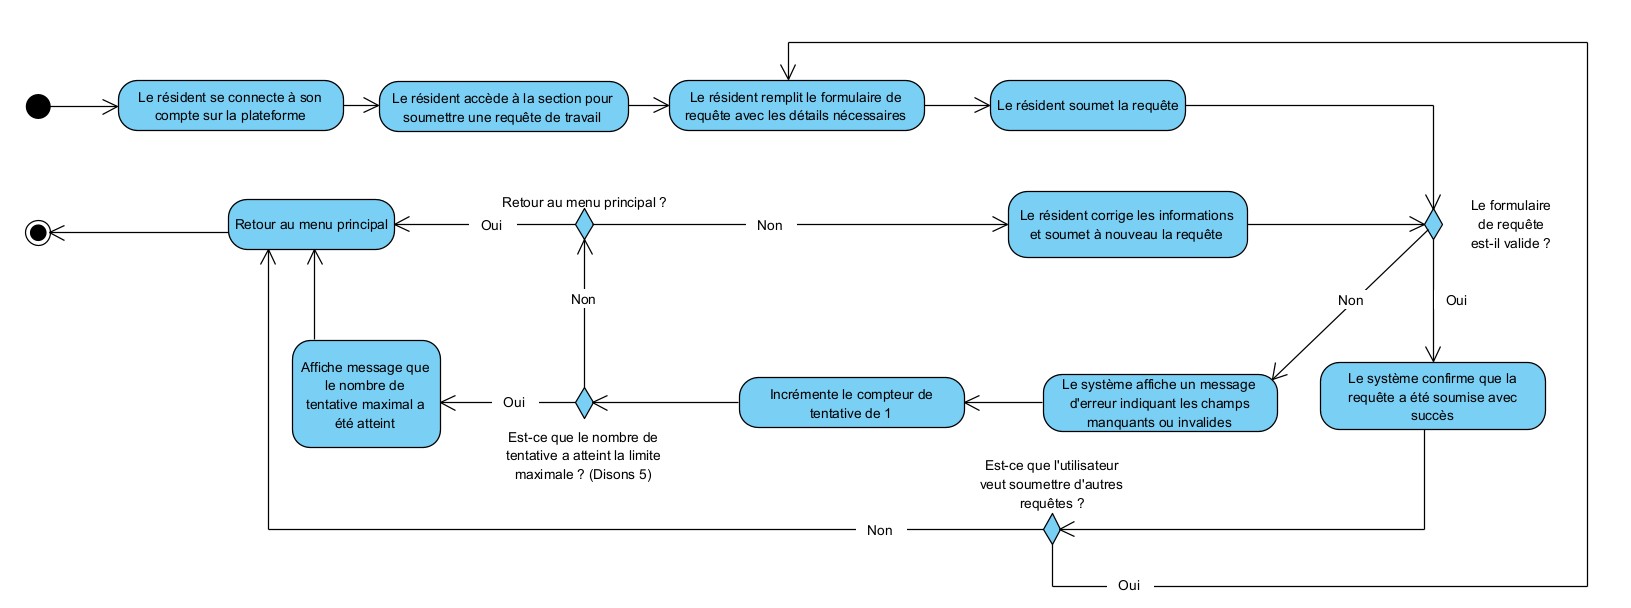 Le résident se connecte à son
compte sur la plateforme
Le résident accède à la section pour
soumettre une requête de travail
Le résident remplit le formulaire de
requête avec les détails nécessaires
Le résident soumet la requête
Retour au menu principal
Oui
Retour au menu principal ?
Non
Le résident corrige les informations
et soumet à nouveau la requête
Le formulaire
de requête
est-il valide ?
Non
Non
Oui
Affiche message que
le nombre de
tentative maximal a
été atteint
Oui
Est-ce que le nombre de
tentative a atteint la limite
maximale ? (Disons 5)
Incrémente le compteur de
tentative de 1
Le système affiche un message
d'erreur indiquant les champs
manquants ou invalides
Le système confirme que la
requête a été soumise avec
succès
Est-ce que l'utilisateur
veut soumettre d'autres
requêtes ?
Non
Oui